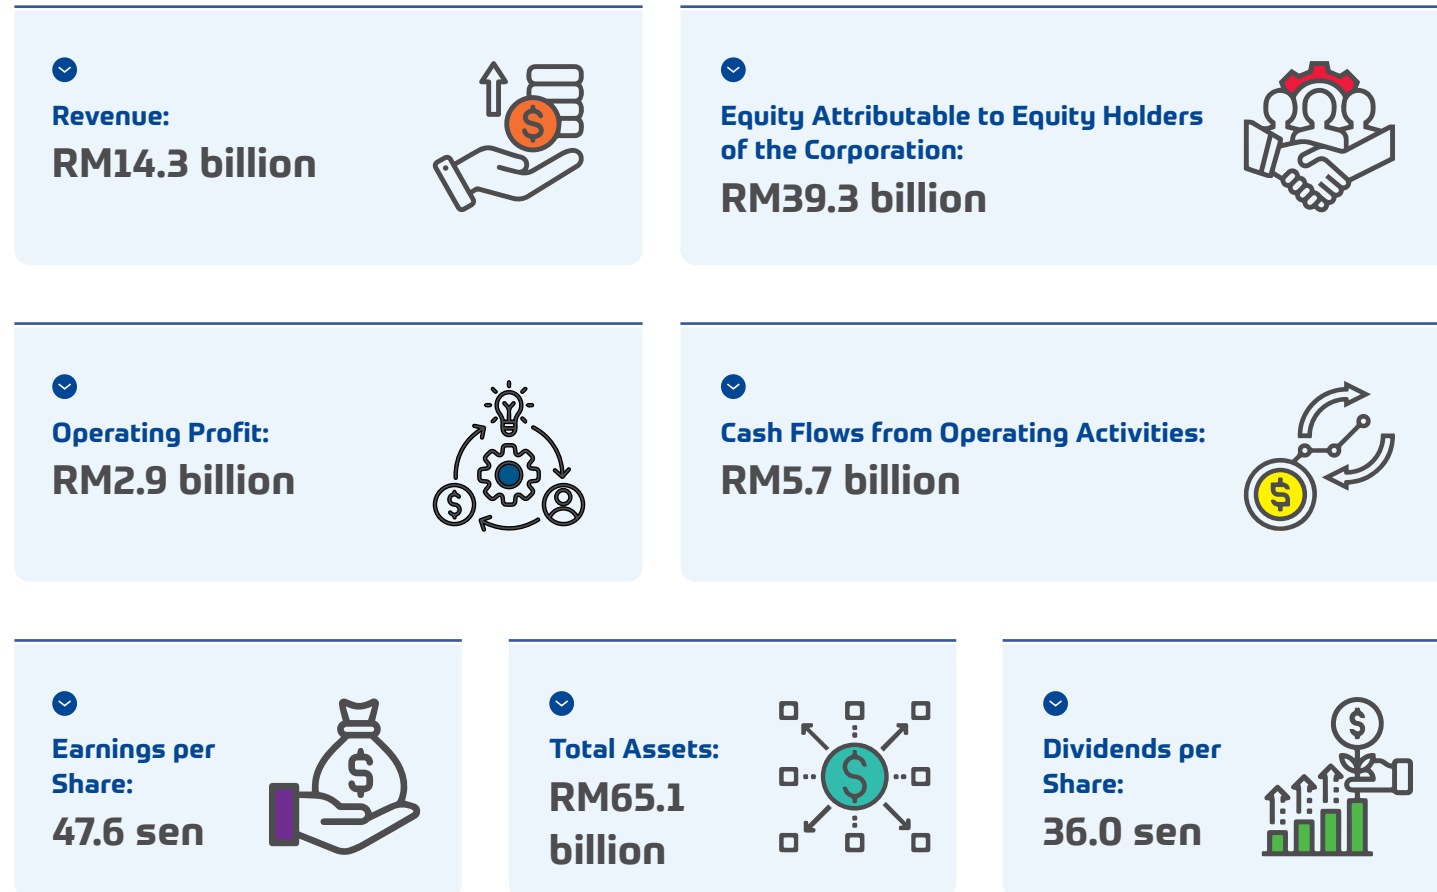 Revenue:
RM14.3 billion
Equity Attributable to Equity Holders
of the Corporation:
RM39.3 billion
Operating Profit:
RM2.9 billion
Cash Flows from Operating Activities:
RM5.7 billion
Earnings per
Share:
47.6 sen
Total Assets:
RM65.1
billion
Dividends per
Share:
36.0 sen